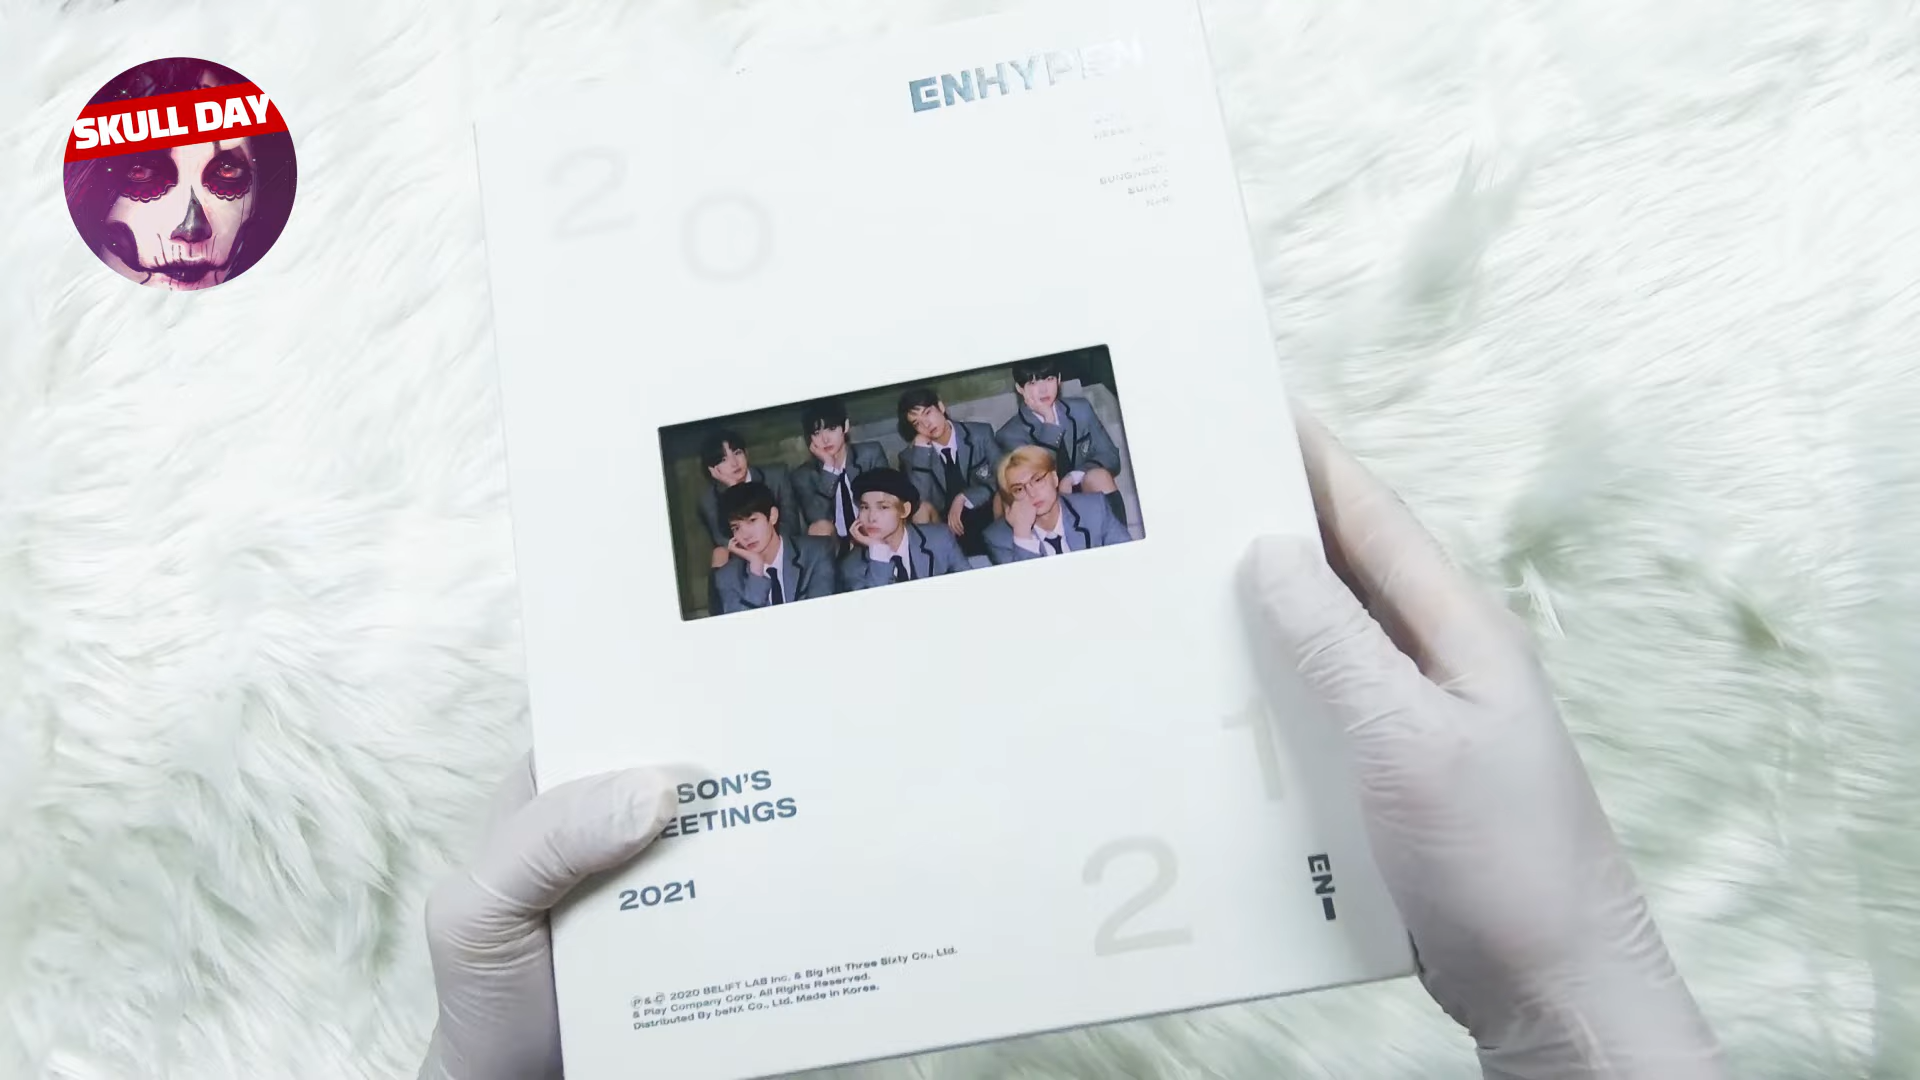 SKULL DAY
ENHYPEN
2
0
SON'S
EETINGS
2021
1
2
EN-
Ⓟ & Ⓒ 2020 BELIFT LAB Inc. & Big Hit Three Sixty Co., Ltd.
& Play Company Corp. All Rights Reserved.
Distributed By beNX Co., Ltd. Made in Korea.